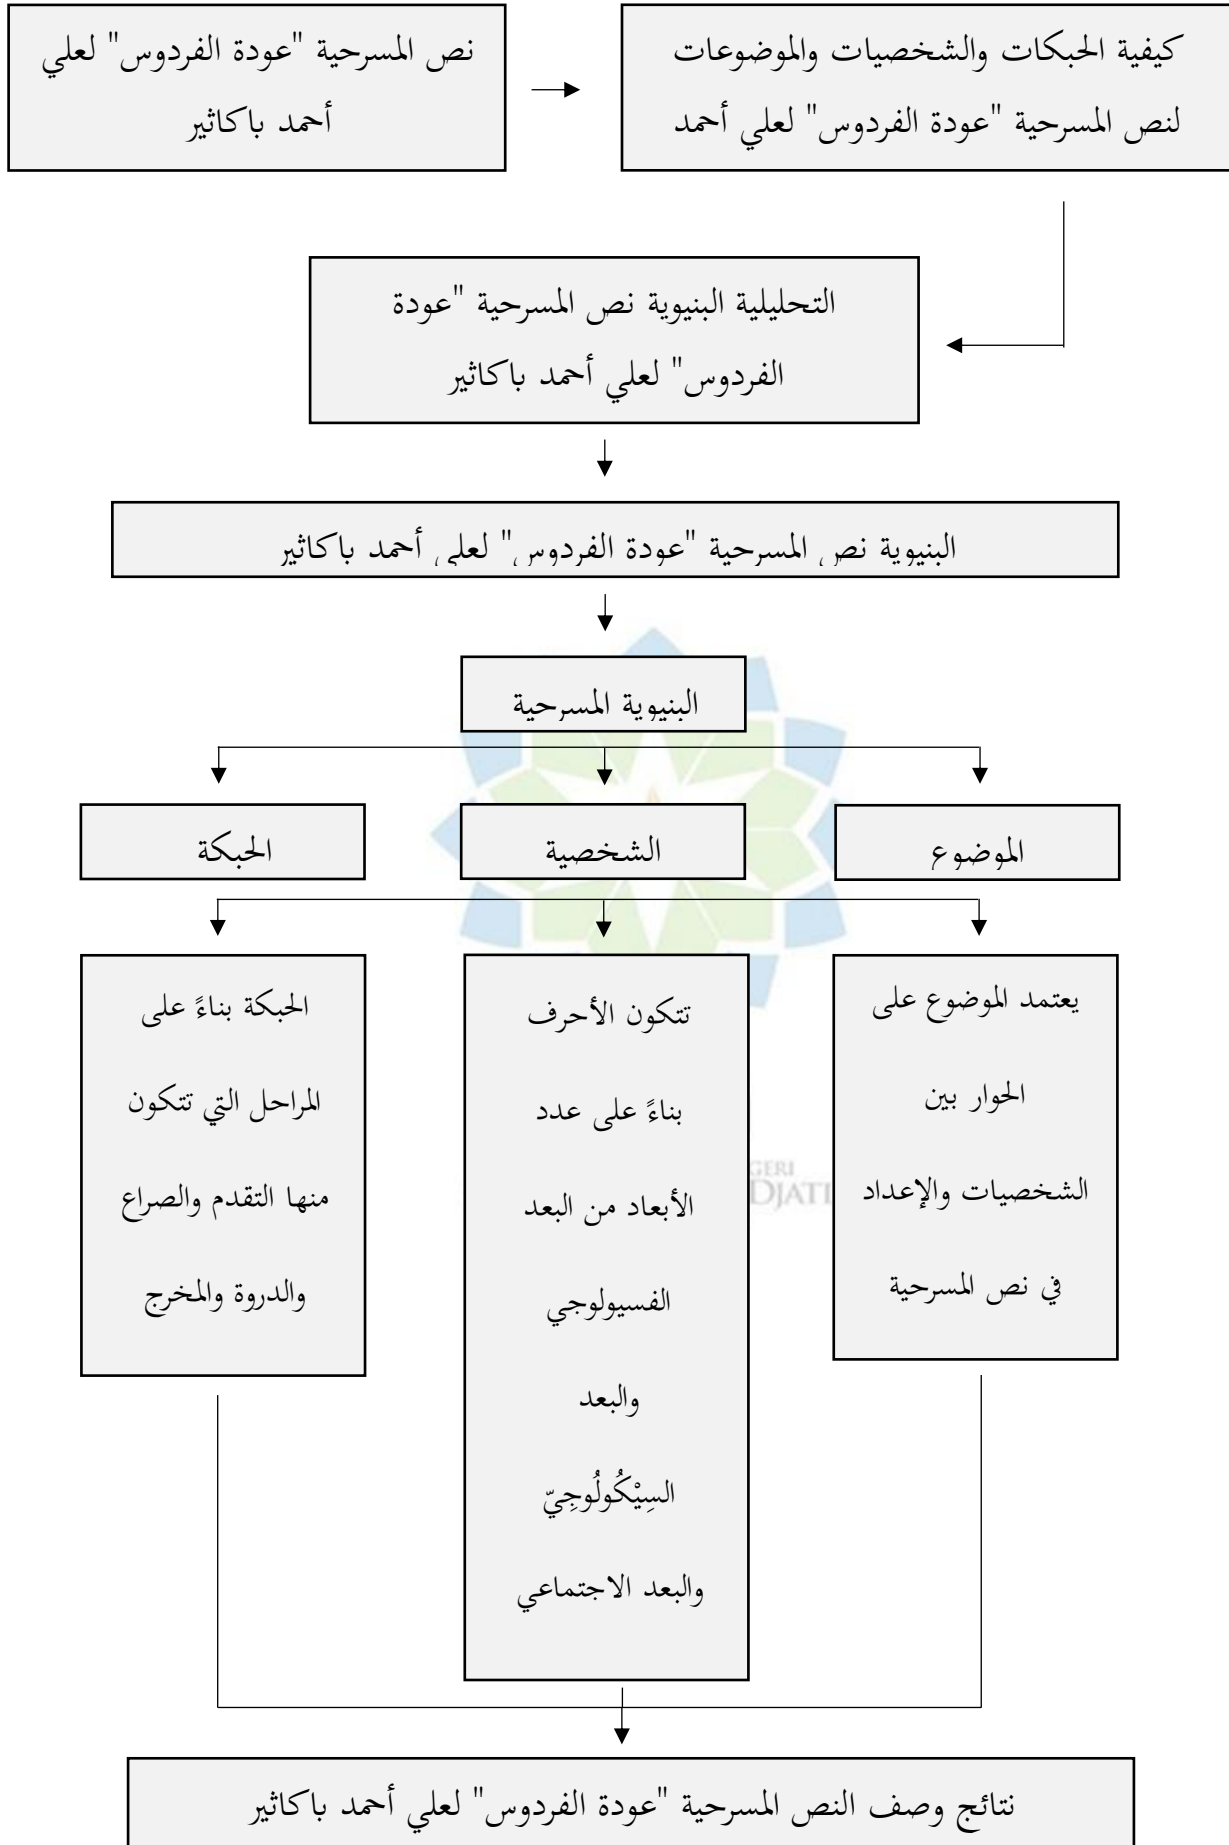 نص المسرحية "عودة الفردوس" لعلي
أحمد باكاثير
كيفية الحبكات والشخصيات والموضوعات
لنص المسرحية "عودة الفردوس" لعلي أحمد
التحليلية البنيوية نص المسرحية "عودة
الفردوس" لعلي أحمد باكاثير
البنيوية نص المسرحية "عودة الفردوس" لعلي أحمد باكاثير
البنيوية المسرحية
الموضوع
الشخصية
الحبكة
يعتمد الموضوع على
الحوار بين
الشخصيات والإعداد
في نص المسرحية
تتكون الأحرف
بناءً على عدد
الأبعاد من البعد
الفسيولوجي
والبعد
السِيْكُولُوجِيّ
والبعد الاجتماعي
الحبكة بناءً على
المراحل التي تتكون
منها التقدم والصراع
والدروة والمخرج
GERI
DJATI
نتائج وصف النص المسرحية "عودة الفردوس" لعلي أحمد باكاثير